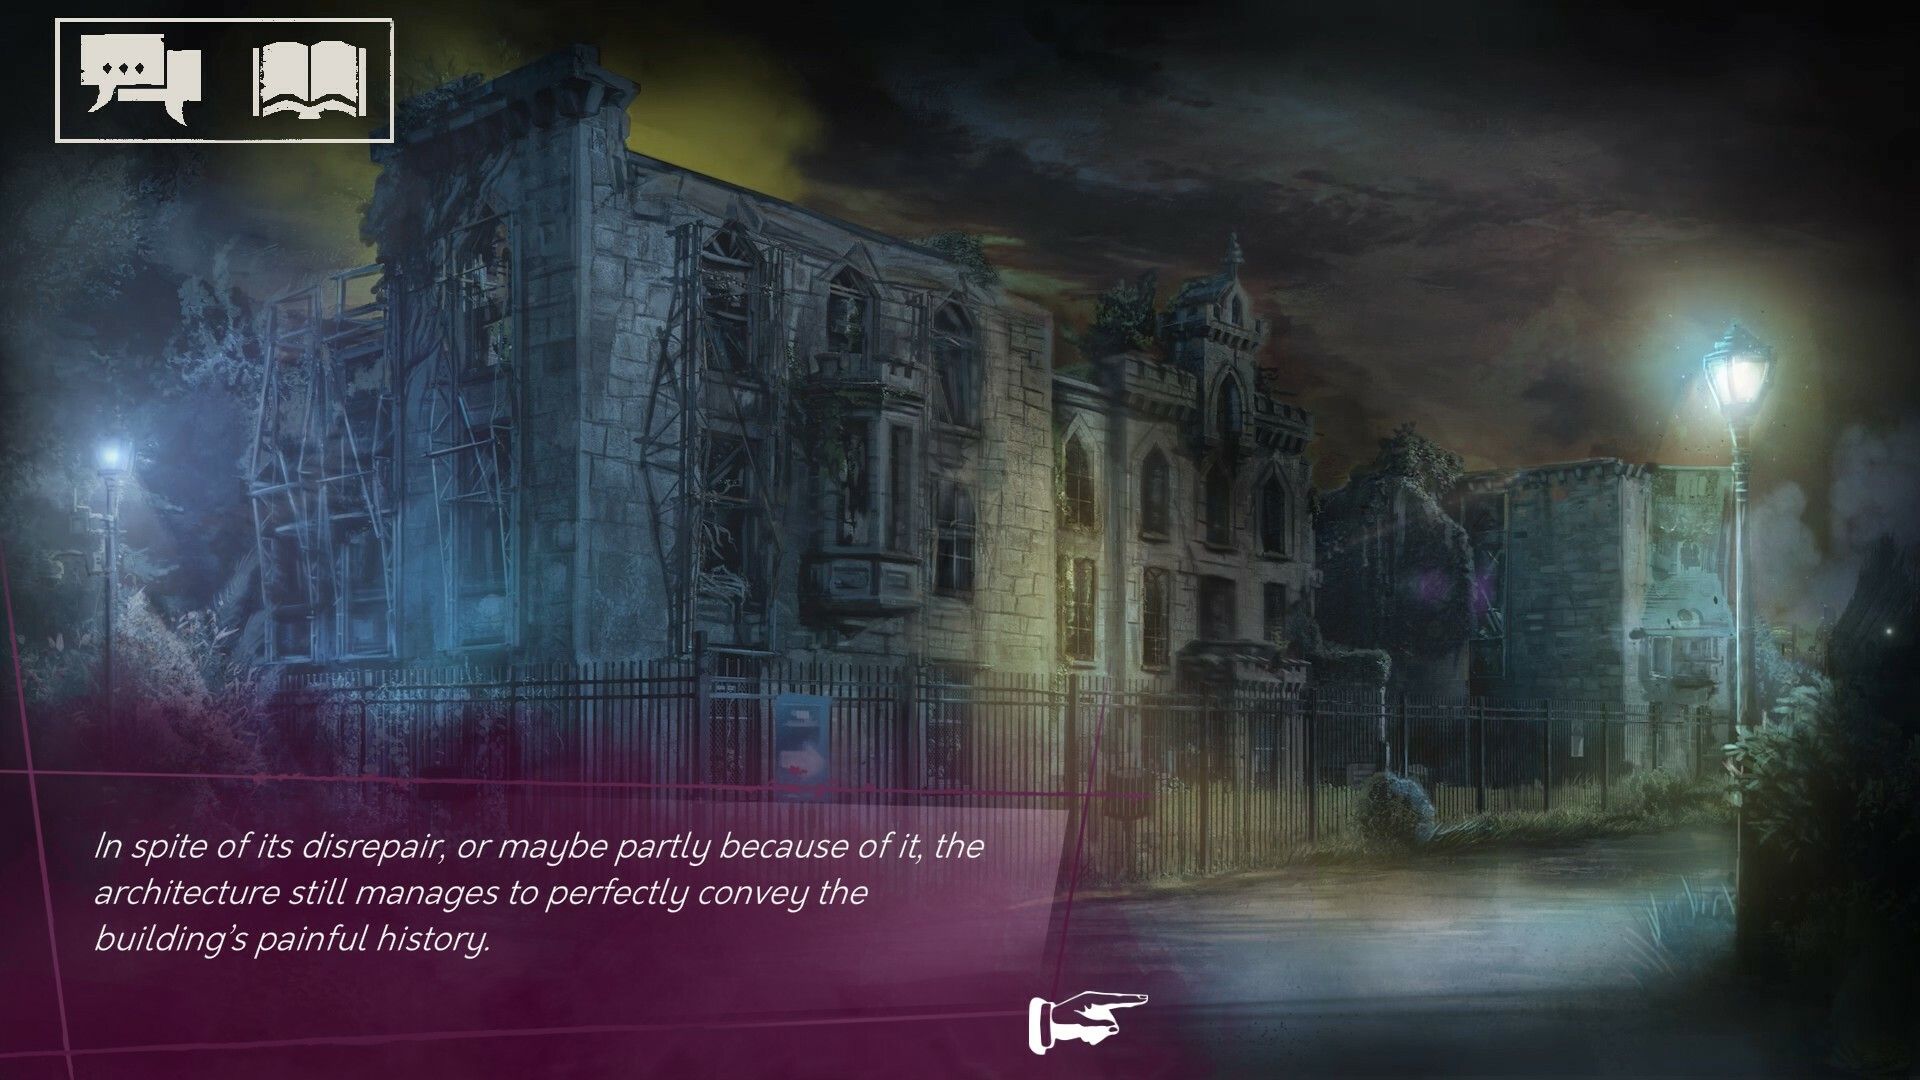 In spite of its disrepair, or maybe partly because of it, the
architecture still manages to perfectly convey the
building's painful history.